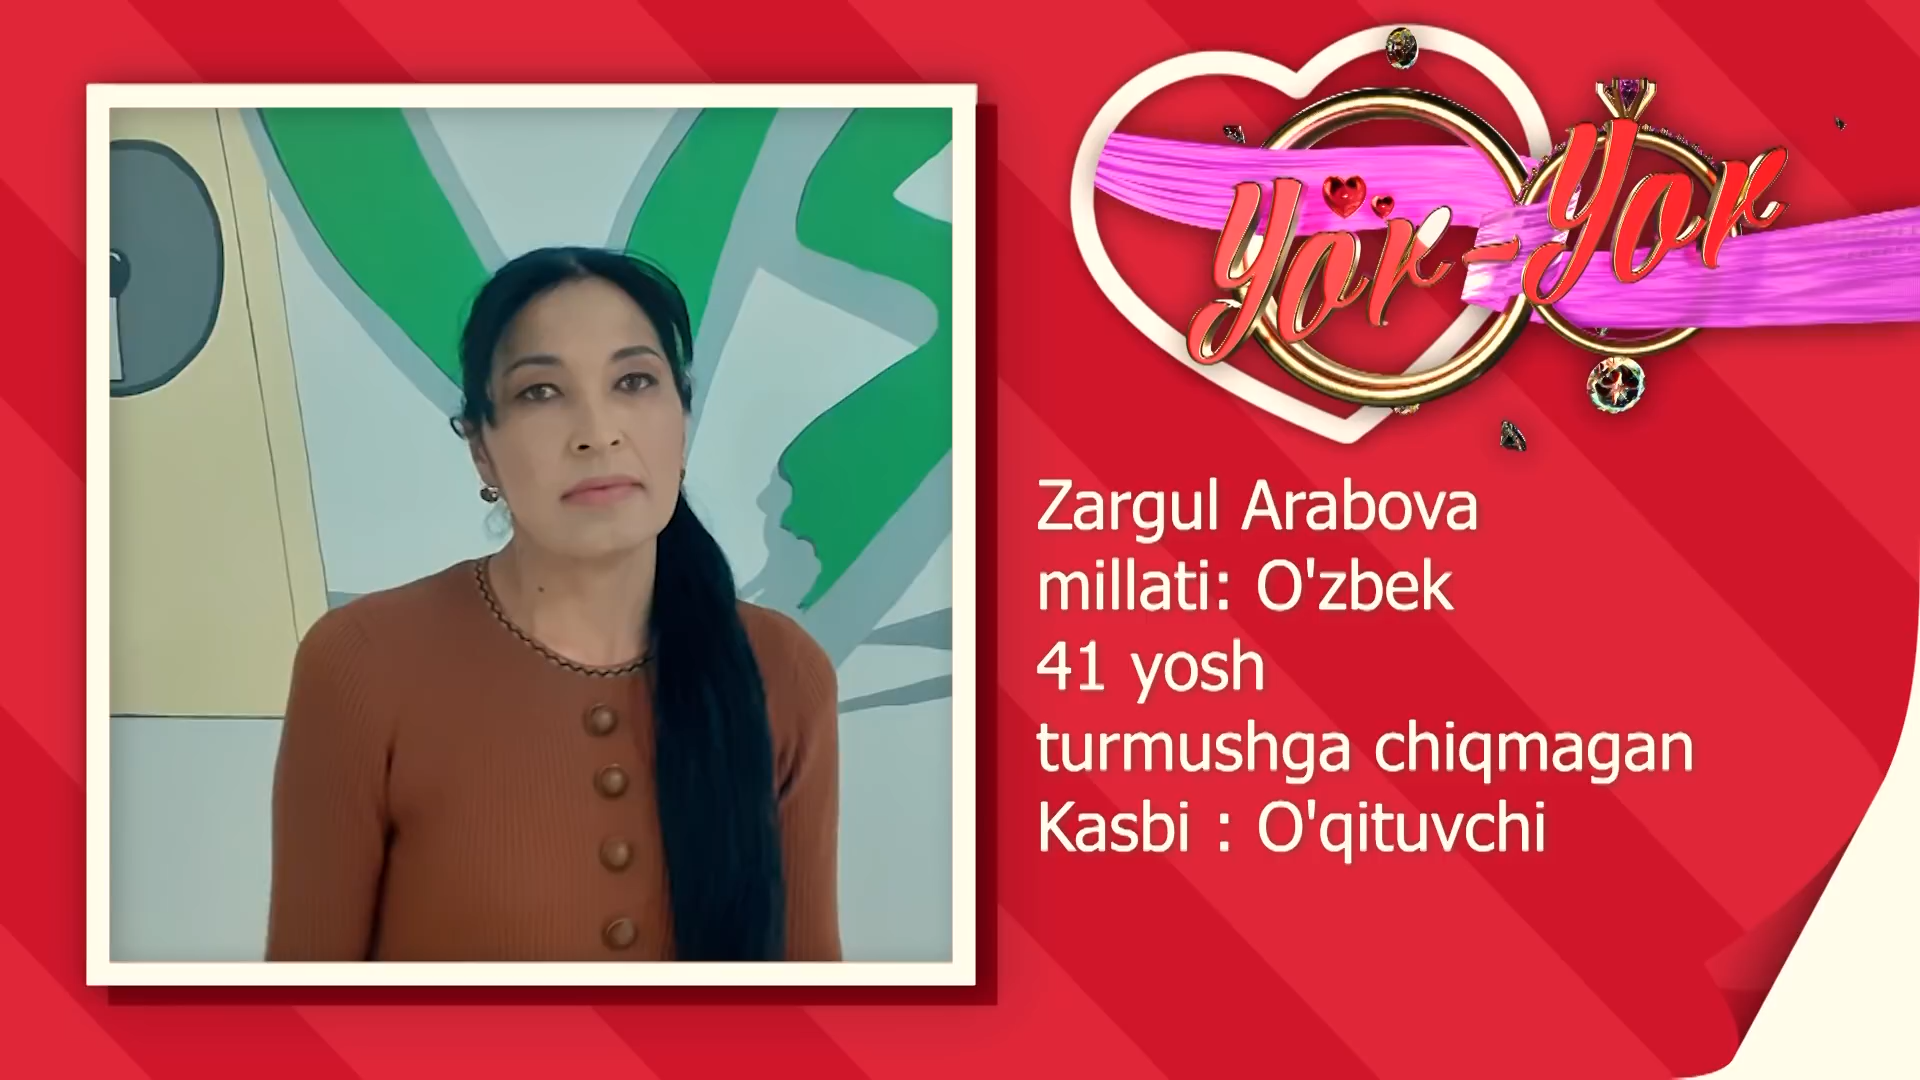 Yor-Yor
Zargul Arabova
millati: O'zbek
41 yosh
turmushga chiqmagan
Kasbi : O'qituvchi